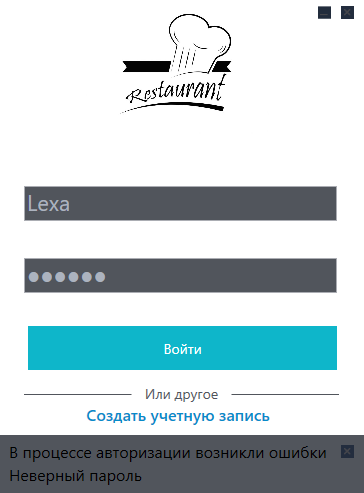 Restaurant
Lexa
●●●●●●
Войти
Или другое
Создать учетную запись
В процессе авторизации возникли ошибки
Неверный пароль